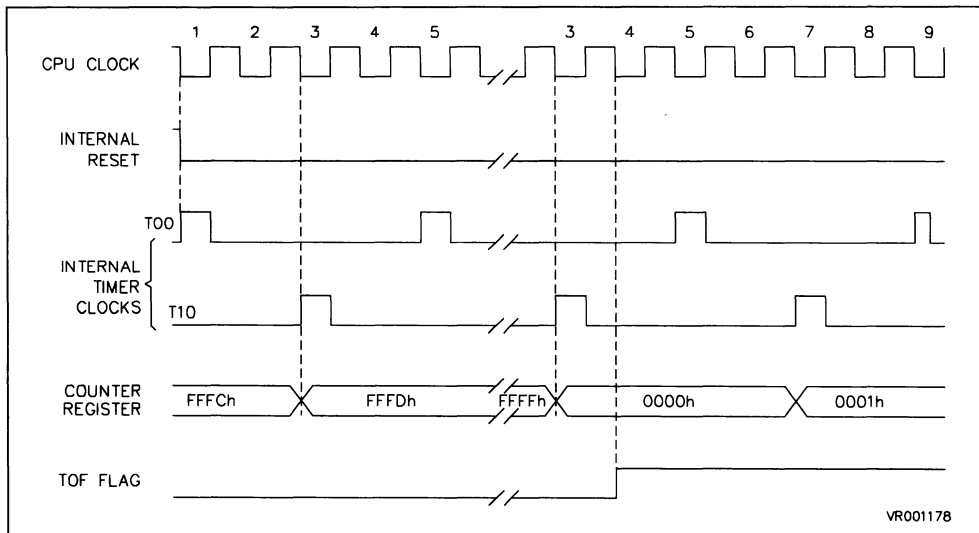 1 2 3 4 5 3 4 5 6 7 8 9
CPU CLOCK
INTERNAL
RESET
T00
INTERNAL
TIMER
CLOCKS
T10
COUNTER
REGISTER
FFFCh FFFDh FFFFh 0000h 0001h
TOF FLAG
VR001178